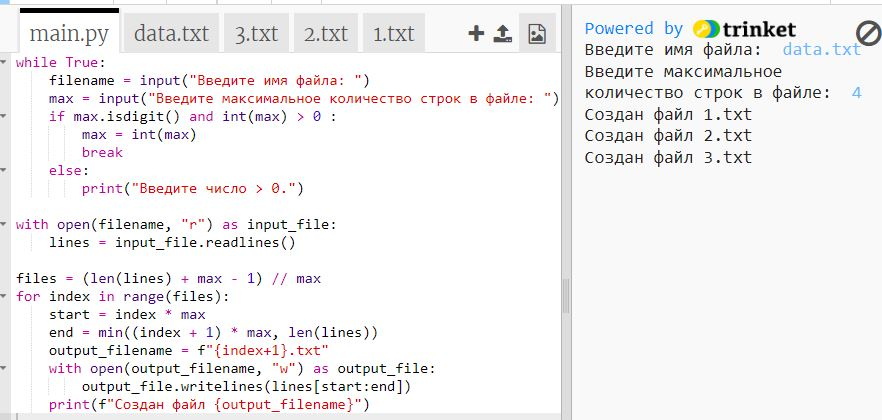 main.py data.txt 3.txt 2.txt 1.txt
while True:
    filename = input("Введите имя файла: ")
    max = input("Введите максимальное количество строк в файле: ")
    if max.isdigit() and int(max) > 0 :
        max = int(max)
        break
    else:
        print("Введите число > 0.")

with open(filename, "r") as input_file:
    lines = input_file.readlines()

files = (len(lines) + max - 1) // max
for index in range(files):
    start = index * max
    end = min((index + 1) * max, len(lines))
    output_filename = f"{index+1}.txt"
    with open(output_filename, "w") as output_file:
        output_file.writelines(lines[start:end])
    print(f"Создан файл {output_filename}")
Powered by trinket
Введите имя файла: data.txt
Введите максимальное
количество строк в файле: 4
Создан файл 1.txt
Создан файл 2.txt
Создан файл 3.txt